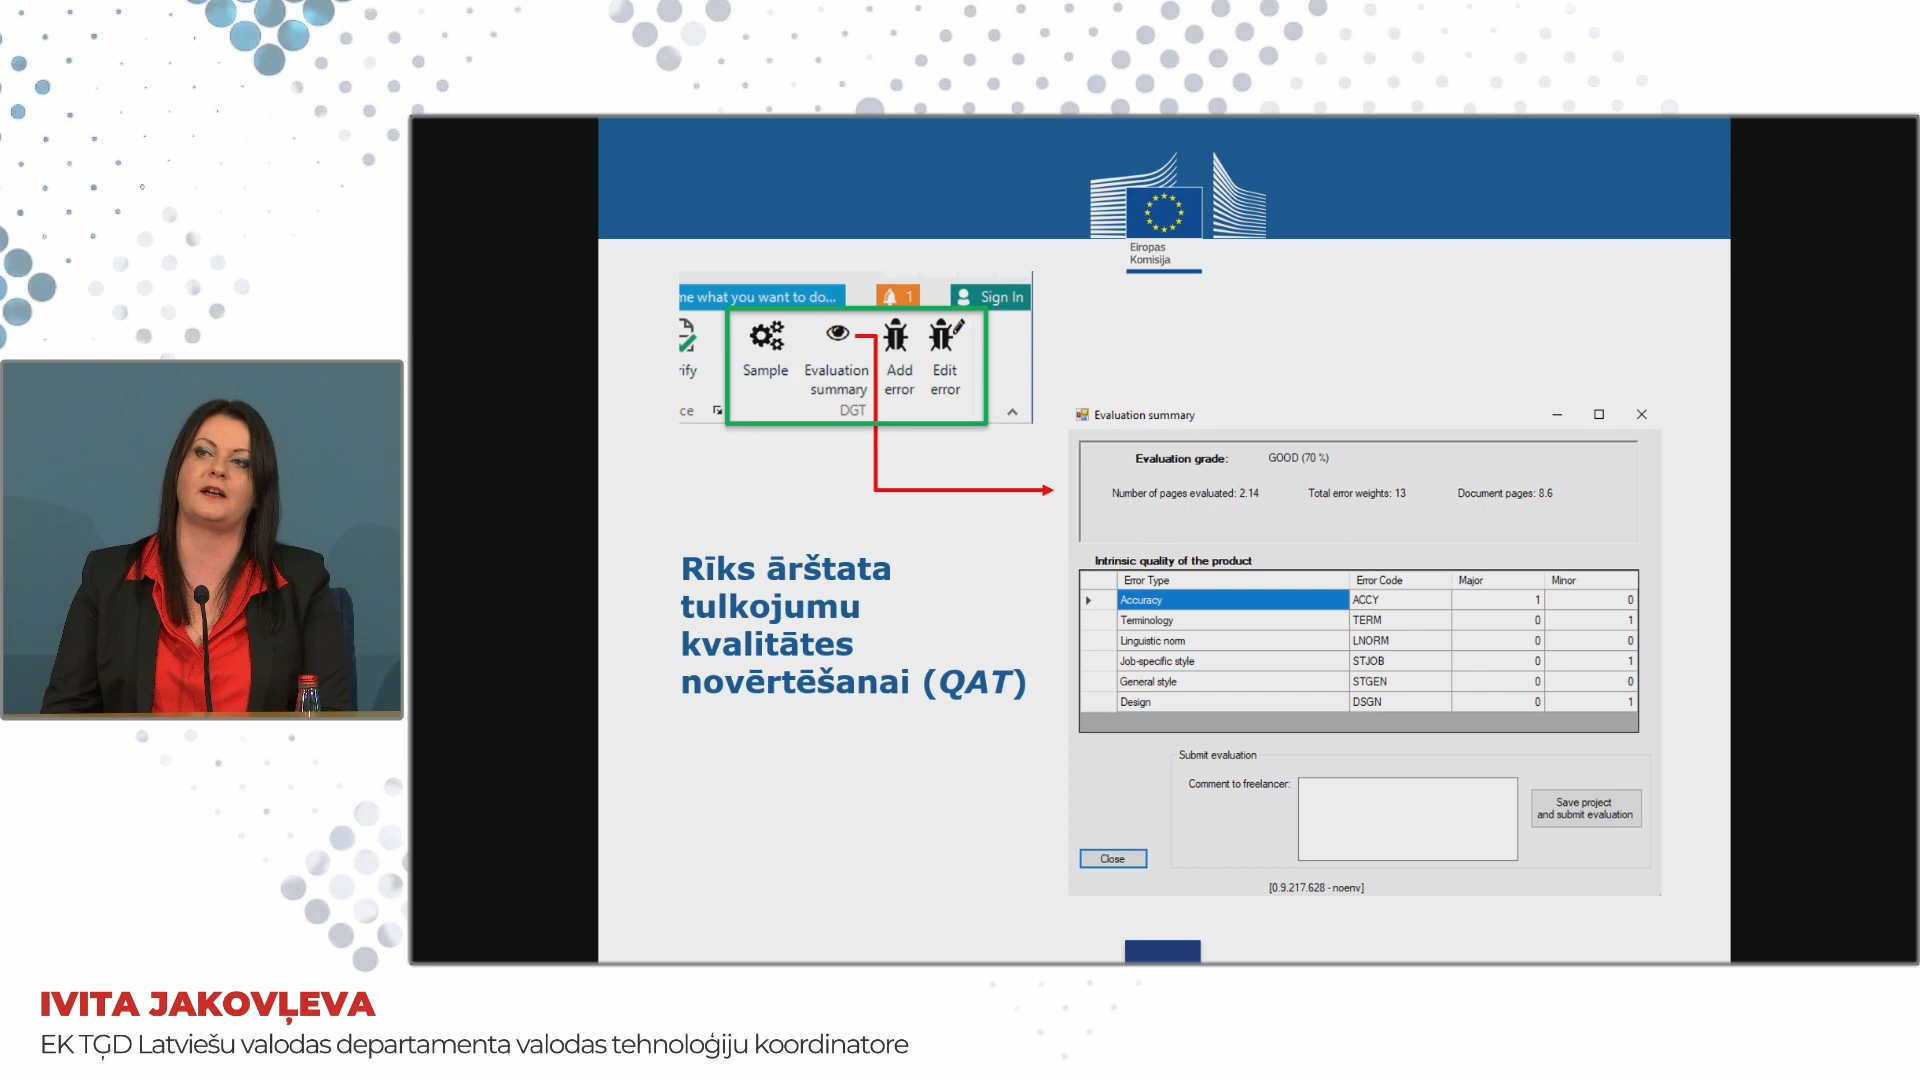 Eiropas
Komisija
me what you want to do...
1
Sign In
rify
Sample
Evaluation
summary
Add
error
Edit
error
ce
DGT
Rīks ārštata
tulkojumu
kvalitātes
novērtēšanai (QAT)
Evaluation summary
Evaluation grade: GOOD (70 %)
Number of pages evaluated: 2.14 Total error weights: 13 Document pages: 8.6
Intrinsic quality of the product
Error Type Error Code Major Minor
Accuracy ACCY 1 0
Terminology TERM 0 1
Linguistic norm LNORM 0 0
Job-specific style STJOB 0 1
General style STGEN 0 0
Design DSGN 0 1
Submit evaluation
Comment to freelancer:
Save project
and submit evaluation
Close
[0.9.217.628 - noenv]
IVITA JAKOVĻEVA
EK TĢD Latviešu valodas departamenta valodas tehnoloģiju koordinatore